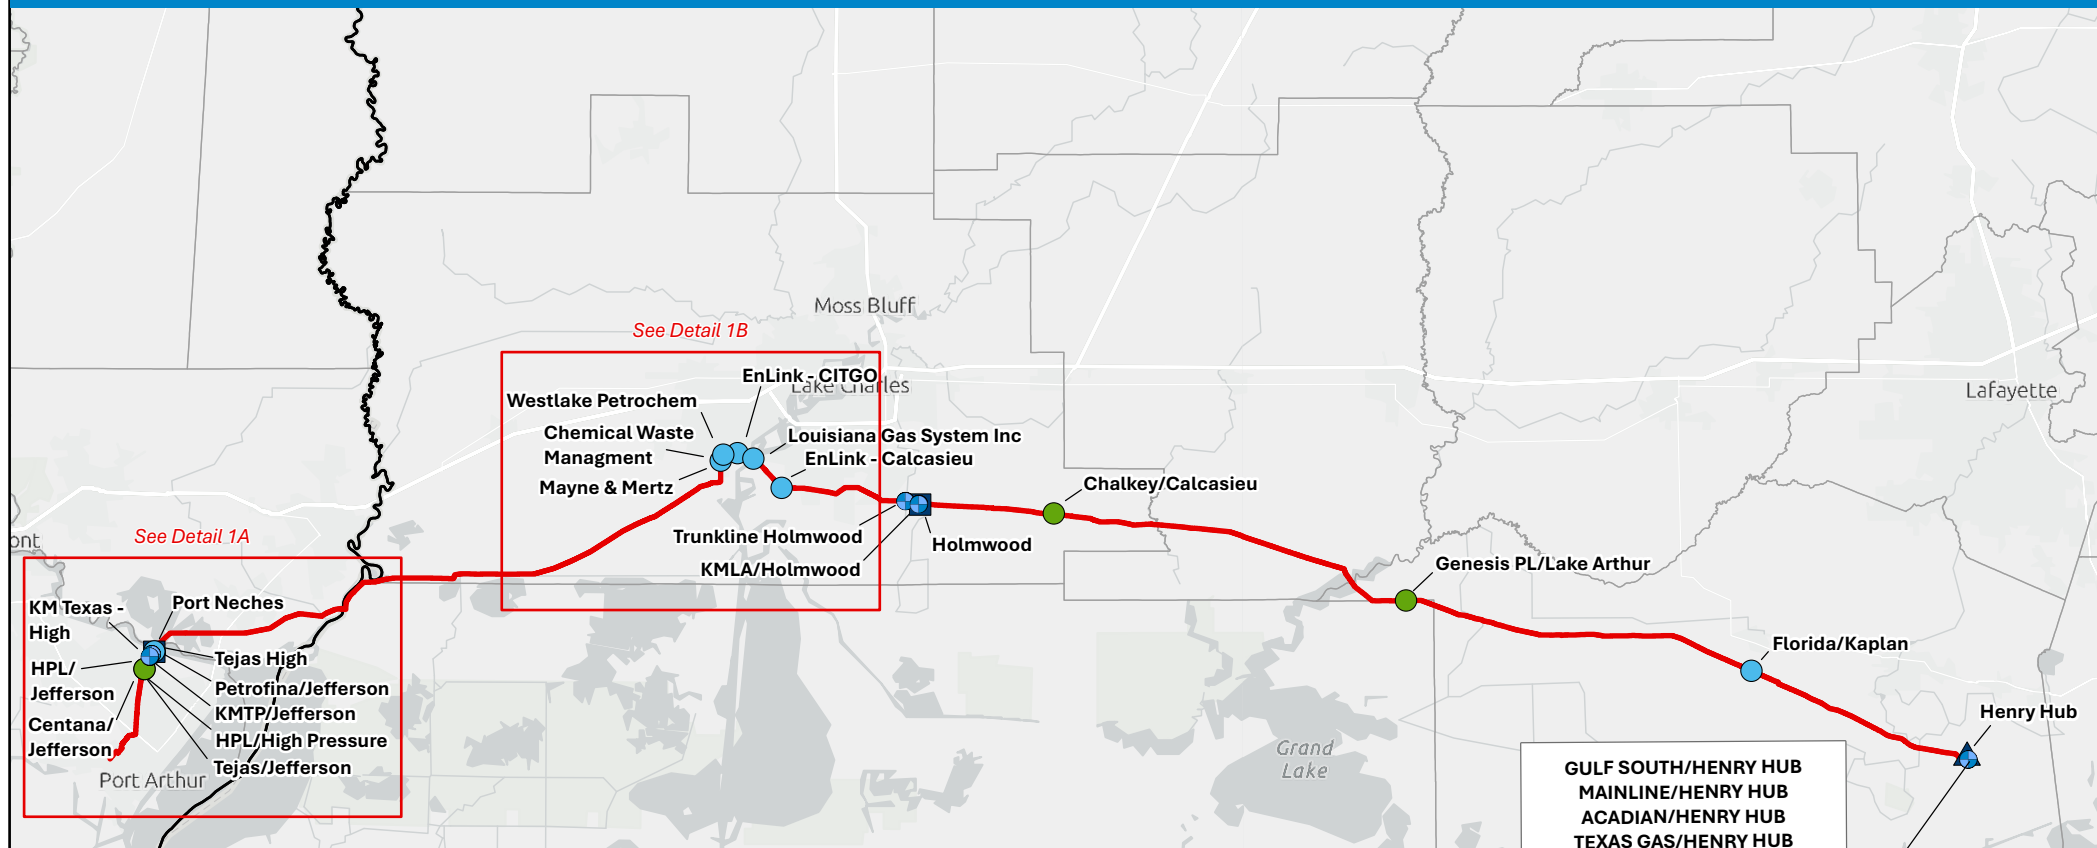 Moss Bluff
See Detail 1B
EnLink - CITGO
Lake Charles
Lafayette
Westlake Petrochem
Chemical Waste
Managment
Louisiana Gas System Inc
EnLink - Calcasieu
Mayne & Mertz
Chalkey/Calcasieu
See Detail 1A
ont
Trunkline Holmwood
Holmwood
KMLA/Holmwood
Genesis PL/Lake Arthur
KM Texas -
High
Port Neches
Florida/Kaplan
HPL/
Jefferson
Tejas High
Petrofina/Jefferson
KMTP/Jefferson
Henry Hub
Centana/
Jefferson
HPL/High Pressure
Tejas/Jefferson
Port Arthur
Grand
Lake
GULF SOUTH/HENRY HUB
MAINLINE/HENRY HUB
ACADIAN/HENRY HUB
TEXAS GAS/HENRY HUB